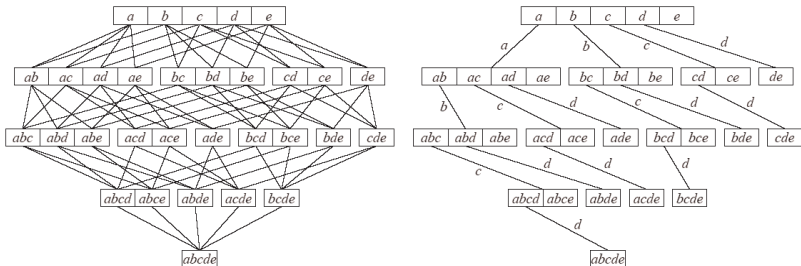 a b c d e
ab ac ad ae bc bd be cd ce de
abc abd abe acd ace ade bcd bce bde cde
abcd abce abde acde bcde
abcde
a b c d e
a b c d
ab ac ad ae bc bd be cd ce de
b c d c d d
abc abd abe acd ace ade bcd bce bde cde
c d d d
abcd abce abde acde bcde
d
abcde